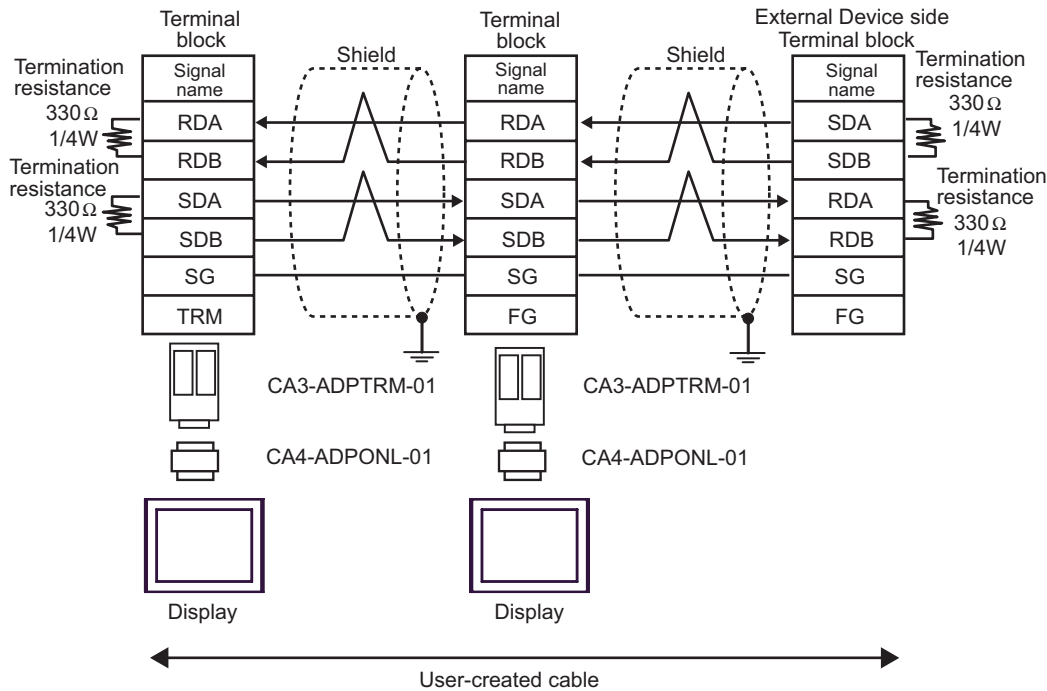 Terminal
block
Terminal
block
External Device side
Terminal block
Shield
Shield
Termination
resistance
330Ω
1/4W
Termination
resistance
330Ω
1/4W
Signal
name
RDA
RDB
SDA
SDB
SG
TRM
Signal
name
RDA
RDB
SDA
SDB
SG
FG
Signal
name
SDA
SDB
RDA
RDB
SG
FG
Termination
resistance
330Ω
1/4W
Termination
resistance
330Ω
1/4W
CA3-ADPTRM-01
CA3-ADPTRM-01
CA4-ADPONL-01
CA4-ADPONL-01
Display
Display
User-created cable